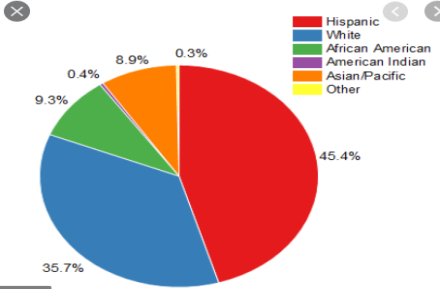 Hispanic
White
African American
American Indian
Asian/Pacific
Other
0.3%
8.9%
0.4%
9.3%
45.4%
35.7%